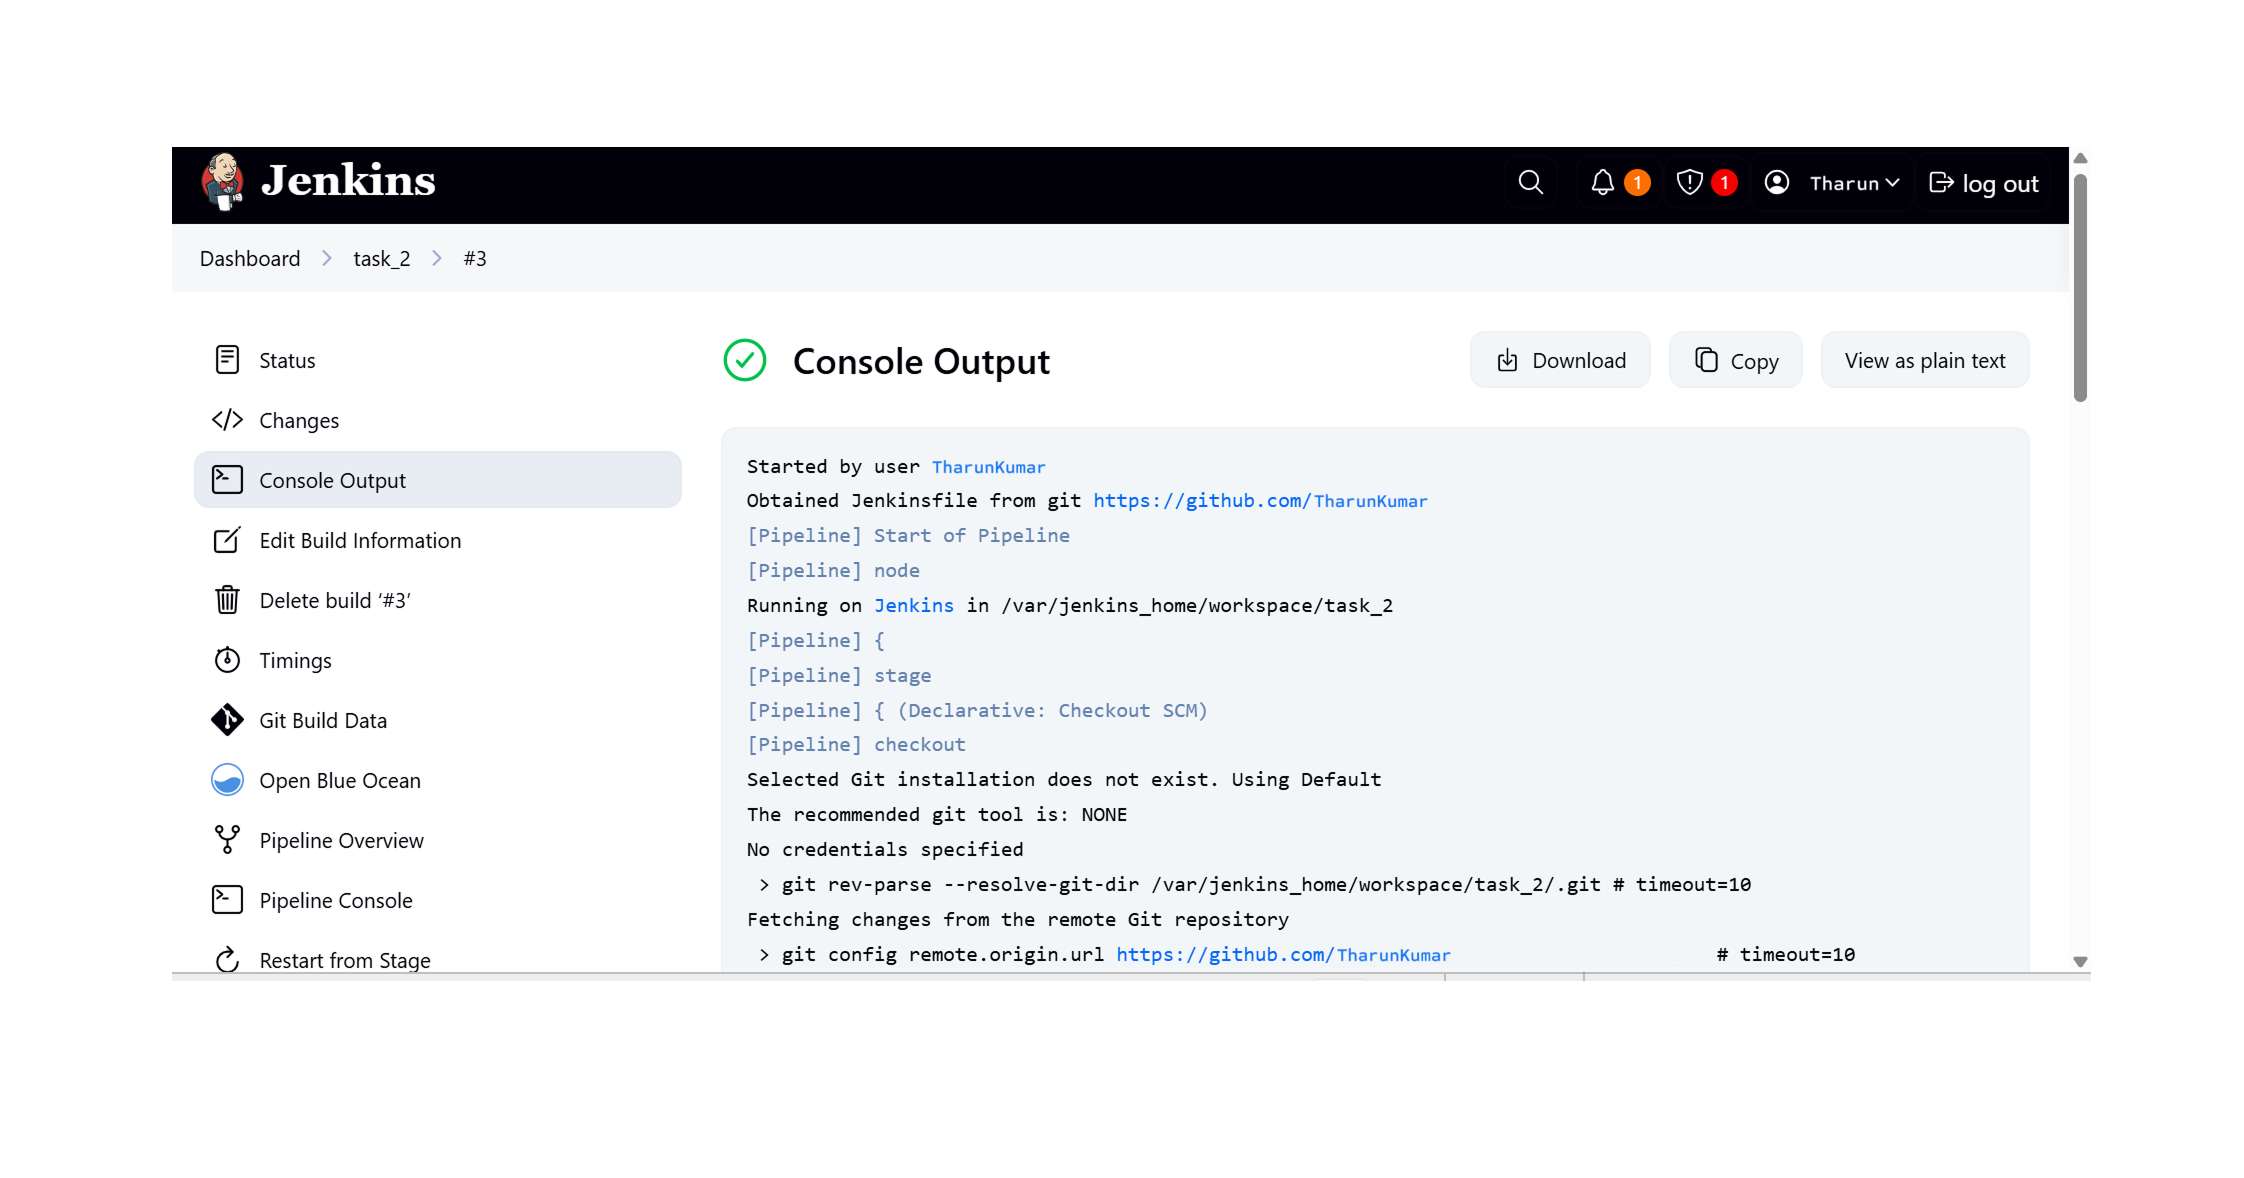 Jenkins
1
1
Tharun
log out
Dashboard > task_2 > #3
Status
Changes
Console Output
Edit Build Information
Delete build ‘#3’
Timings
Git Build Data
Open Blue Ocean
Pipeline Overview
Pipeline Console
Restart from Stage
Console Output
Download
Copy
View as plain text
Started by user TharunKumar
Obtained Jenkinsfile from git https://github.com/TharunKumar
[Pipeline] Start of Pipeline
[Pipeline] node
Running on Jenkins in /var/jenkins_home/workspace/task_2
[Pipeline] {
[Pipeline] stage
[Pipeline] { (Declarative: Checkout SCM)
[Pipeline] checkout
Selected Git installation does not exist. Using Default
The recommended git tool is: NONE
No credentials specified
 > git rev-parse --resolve-git-dir /var/jenkins_home/workspace/task_2/.git # timeout=10
Fetching changes from the remote Git repository
 > git config remote.origin.url https://github.com/TharunKumar # timeout=10